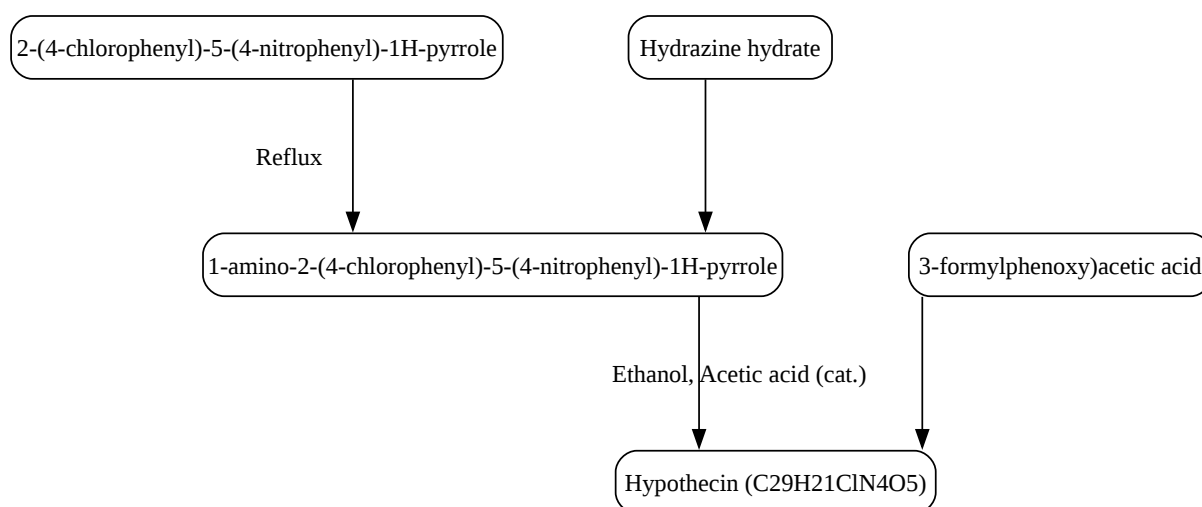 2-(4-chlorophenyl)-5-(4-nitrophenyl)-1H-pyrrole
Hydrazine hydrate
Reflux
1-amino-2-(4-chlorophenyl)-5-(4-nitrophenyl)-1H-pyrrole
3-formylphenoxy)acetic acid
Ethanol, Acetic acid (cat.)
Hypothecin (C29H21ClN4O5)